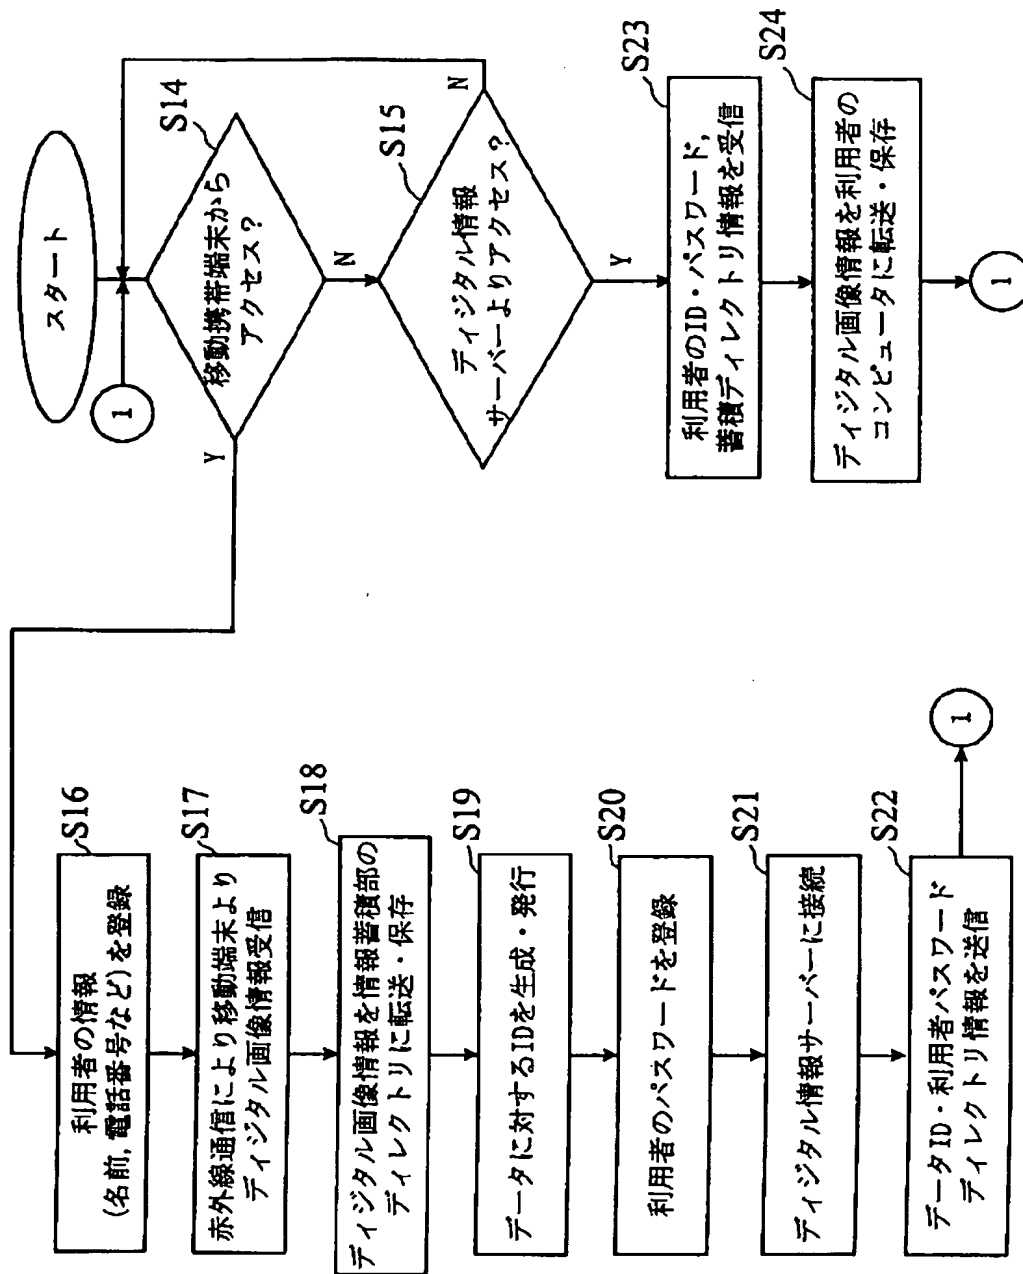 スタート
1
S14
移動携帯端末から
アクセス?
Y
N
S15
ディジタル情報
サーバーよりアクセス?
N
Y
S16
利用者の情報
(名前,電話番号など)を登録
S17
赤外線通信により移動端末より
ディジタル画像情報受信
S18
ディジタル画像情報を情報蓄積部の
ディレクトリに転送・保存
S19
データに対するIDを生成・発行
S20
利用者のパスワードを登録
S21
ディジタル情報サーバーに接続
S22
データID・利用者パスワード
ディレクトリ情報を送信
1
S23
利用者のID・パスワード,
蓄積ディレクトリ情報を受信
S24
ディジタル画像情報を利用者の
コンピュータに転送・保存
1